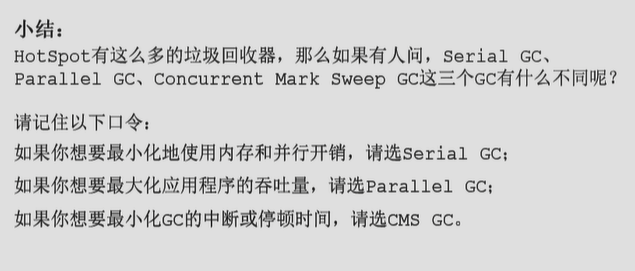 小结：
HotSpot有这么多的垃圾回收器，那么如果有人问，Serial GC、
Parallel GC、Concurrent Mark Sweep GC这三个GC有什么不同呢？
请记住以下口令：
如果你想要最小化地使用内存和并行开销，请选Serial GC；
如果你想要最大化应用程序的吞吐量，请选Parallel GC；
如果你想要最小化GC的中断或停顿时间，请选CMS GC。